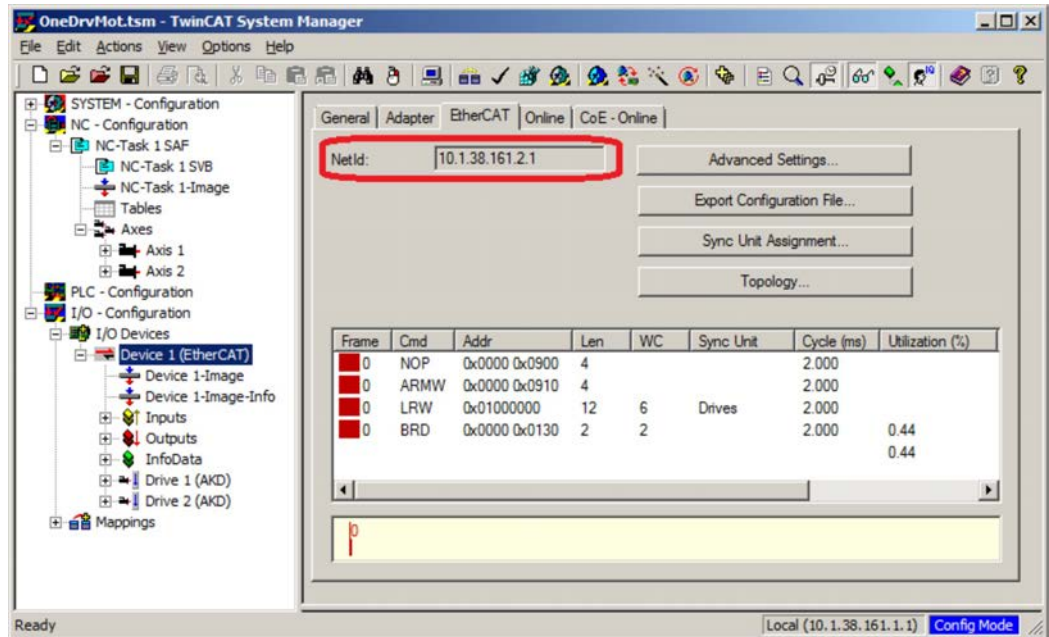 OneDrvMot.tsm - TwinCAT System Manager
File Edit Actions View Options Help
SYSTEM - Configuration
NC - Configuration
NC-Task 1 SAF
NC-Task 1 SVB
NC-Task 1-Image
Tables
Axes
Axis 1
Axis 2
PLC - Configuration
I/O - Configuration
I/O Devices
Device 1 (EtherCAT)
Device 1-Image
Device 1-Image-Info
Inputs
Outputs
InfoData
Drive 1 (AKD)
Drive 2 (AKD)
Mappings
General Adapter EtherCAT Online CoE - Online
NetId: 10.1.38.161.2.1
Advanced Settings...
Export Configuration File...
Sync Unit Assignment...
Topology...
Frame Cmd Addr Len WC Sync Unit Cycle (ms) Utilization (%)
0 NOP 0x0000 0x0900 4 2.000
0 ARMW 0x0000 0x0910 4 2.000
0 LRW 0x01000000 12 6 Drives 2.000
0 BRD 0x0000 0x0130 2 2 2.000 0.44
0.44
0
Ready Local (10.1.38.161.1.1) Config Mode